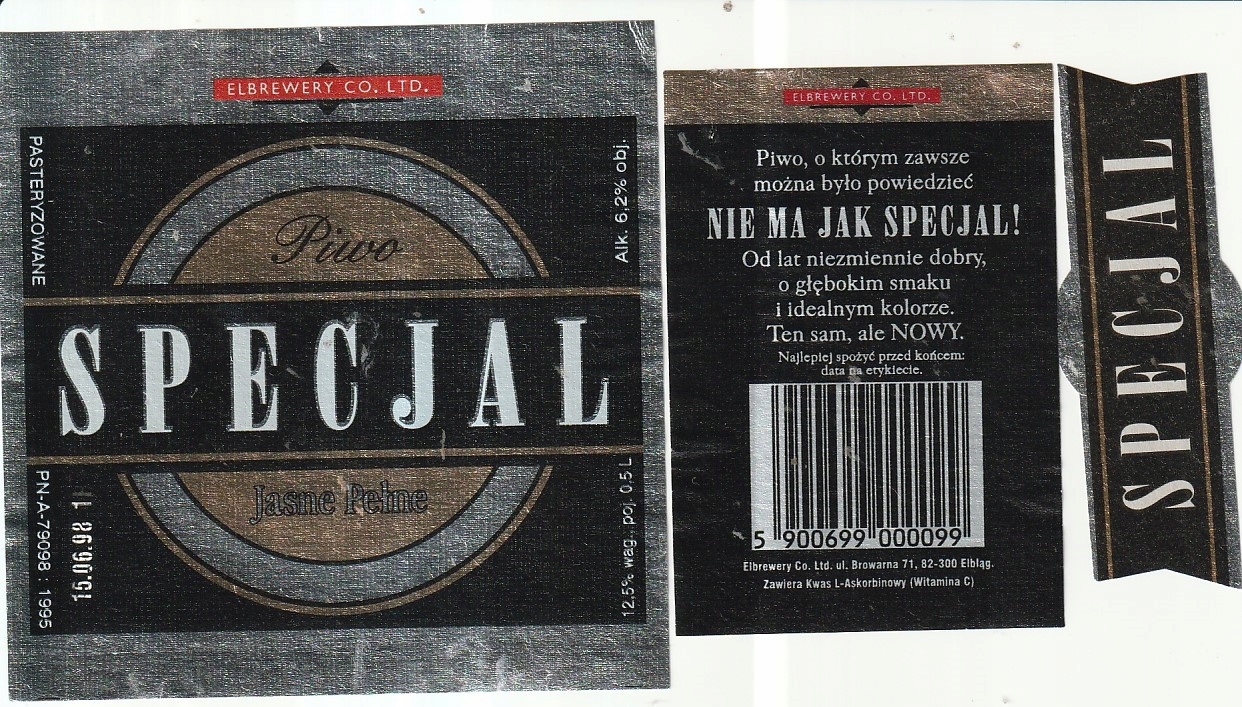 ELBREWERY CO. LTD.
PASTERYZOWANE
Alk. 6,2% obj.
Piwo
SPECJAL
Jasne Pełne
PN-A-79098 : 1995
15.06.98 1
12,5% wag. poj. 0,5 L
ELBREWERY CO. LTD.
Piwo, o którym zawsze
można było powiedzieć
NIE MA JAK SPECJAL!
Od lat niezmiennie dobry,
o głębokim smaku
i idealnym kolorze.
Ten sam, ale NOWY.
Najlepiej spożyć przed końcem:
data na etykiecie.
5 900699 000099
Elbrewery Co. Ltd. ul. Browarna 71, 82-300 Elbląg.
Zawiera Kwas L-Askorbinowy (Witamina C)
SPECJAL